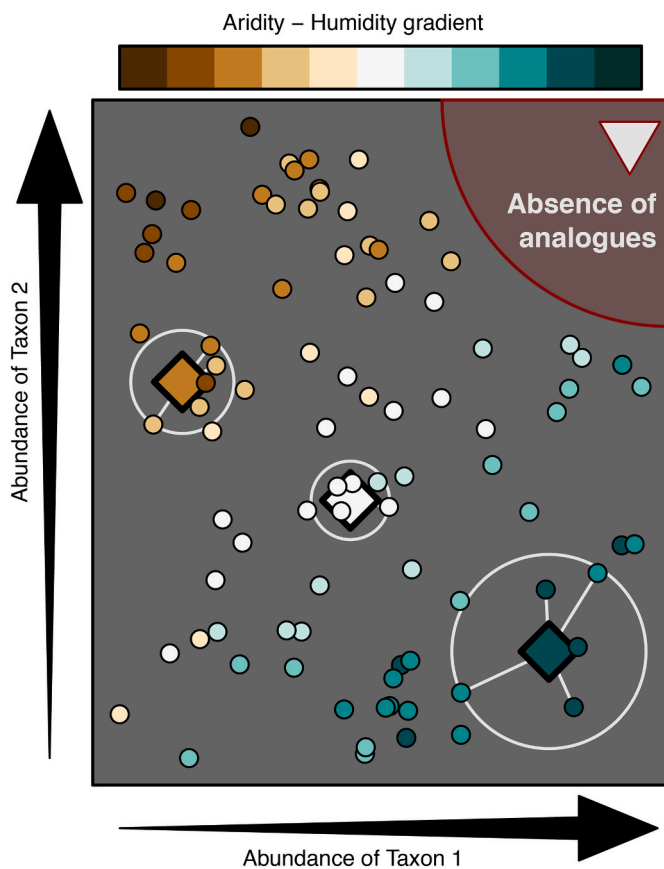 Aridity − Humidity gradient
Absence of
analogues
Abundance of Taxon 2
Abundance of Taxon 1